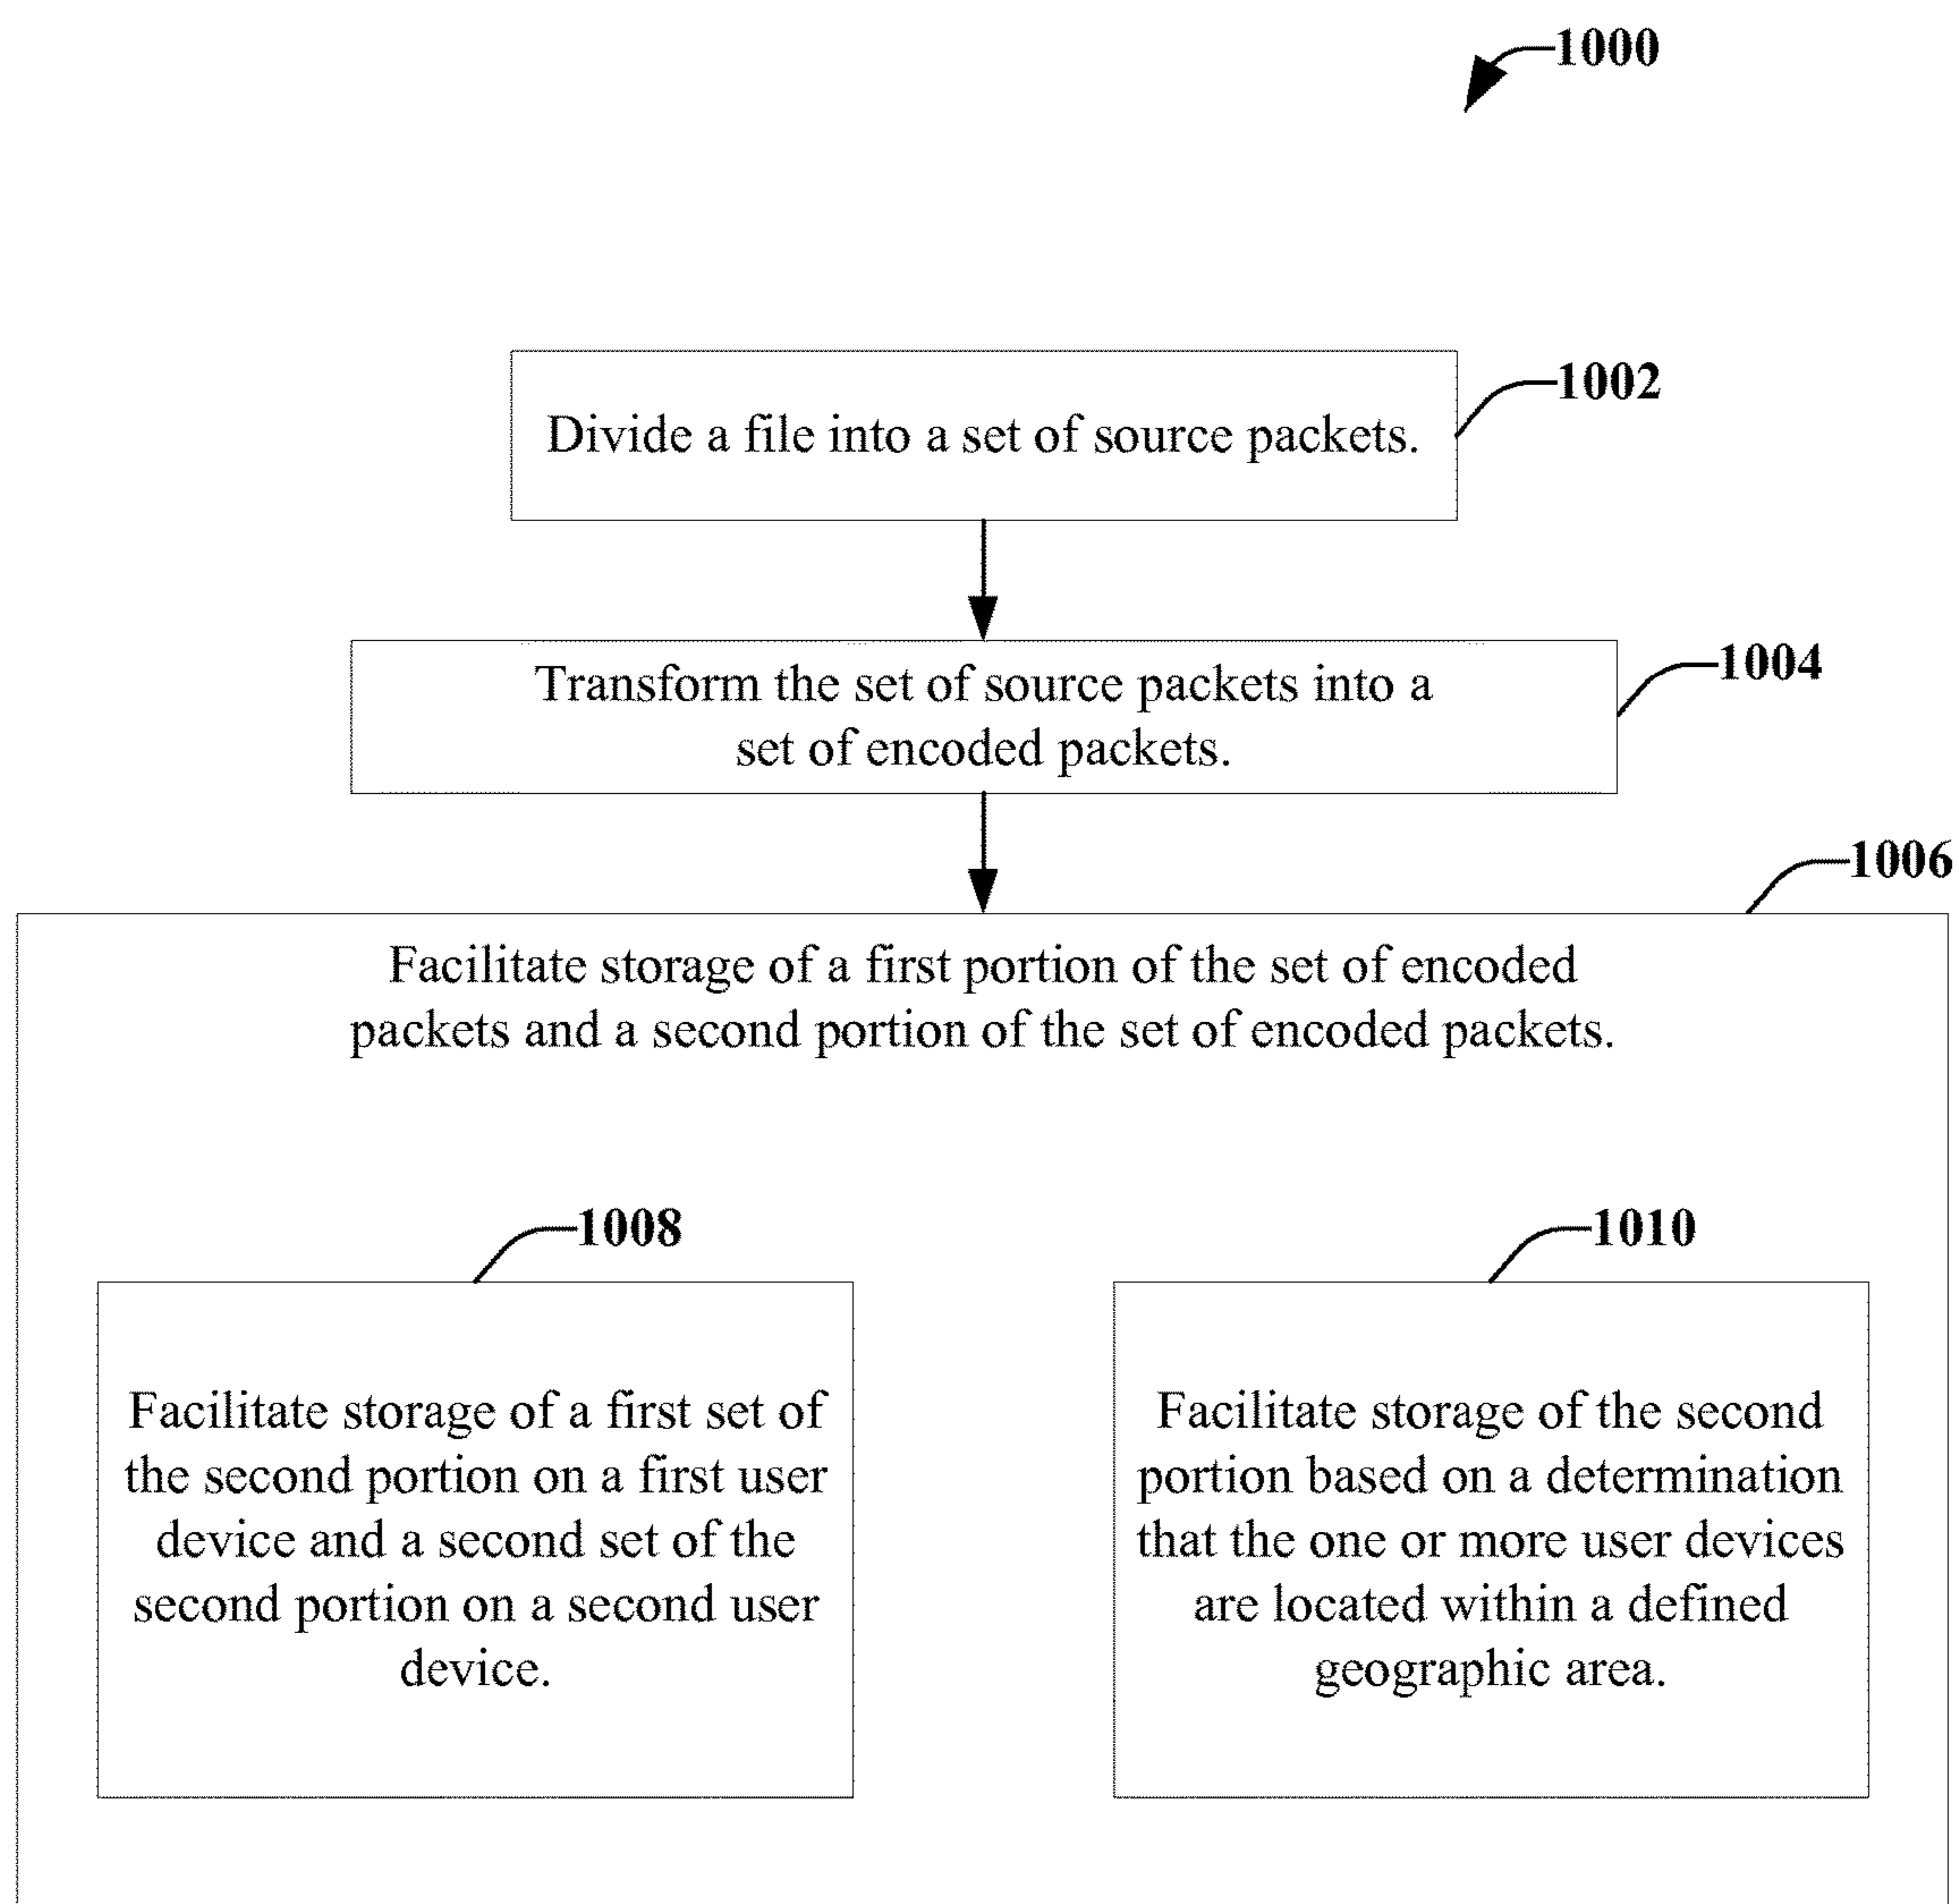 1000
1002
Divide a file into a set of source packets.
1004
Transform the set of source packets into a
set of encoded packets.
1006
Facilitate storage of a first portion of the set of encoded
packets and a second portion of the set of encoded packets.
1008
Facilitate storage of a first set of
the second portion on a first user
device and a second set of the
second portion on a second user
device.
1010
Facilitate storage of the second
portion based on a determination
that the one or more user devices
are located within a defined
geographic area.